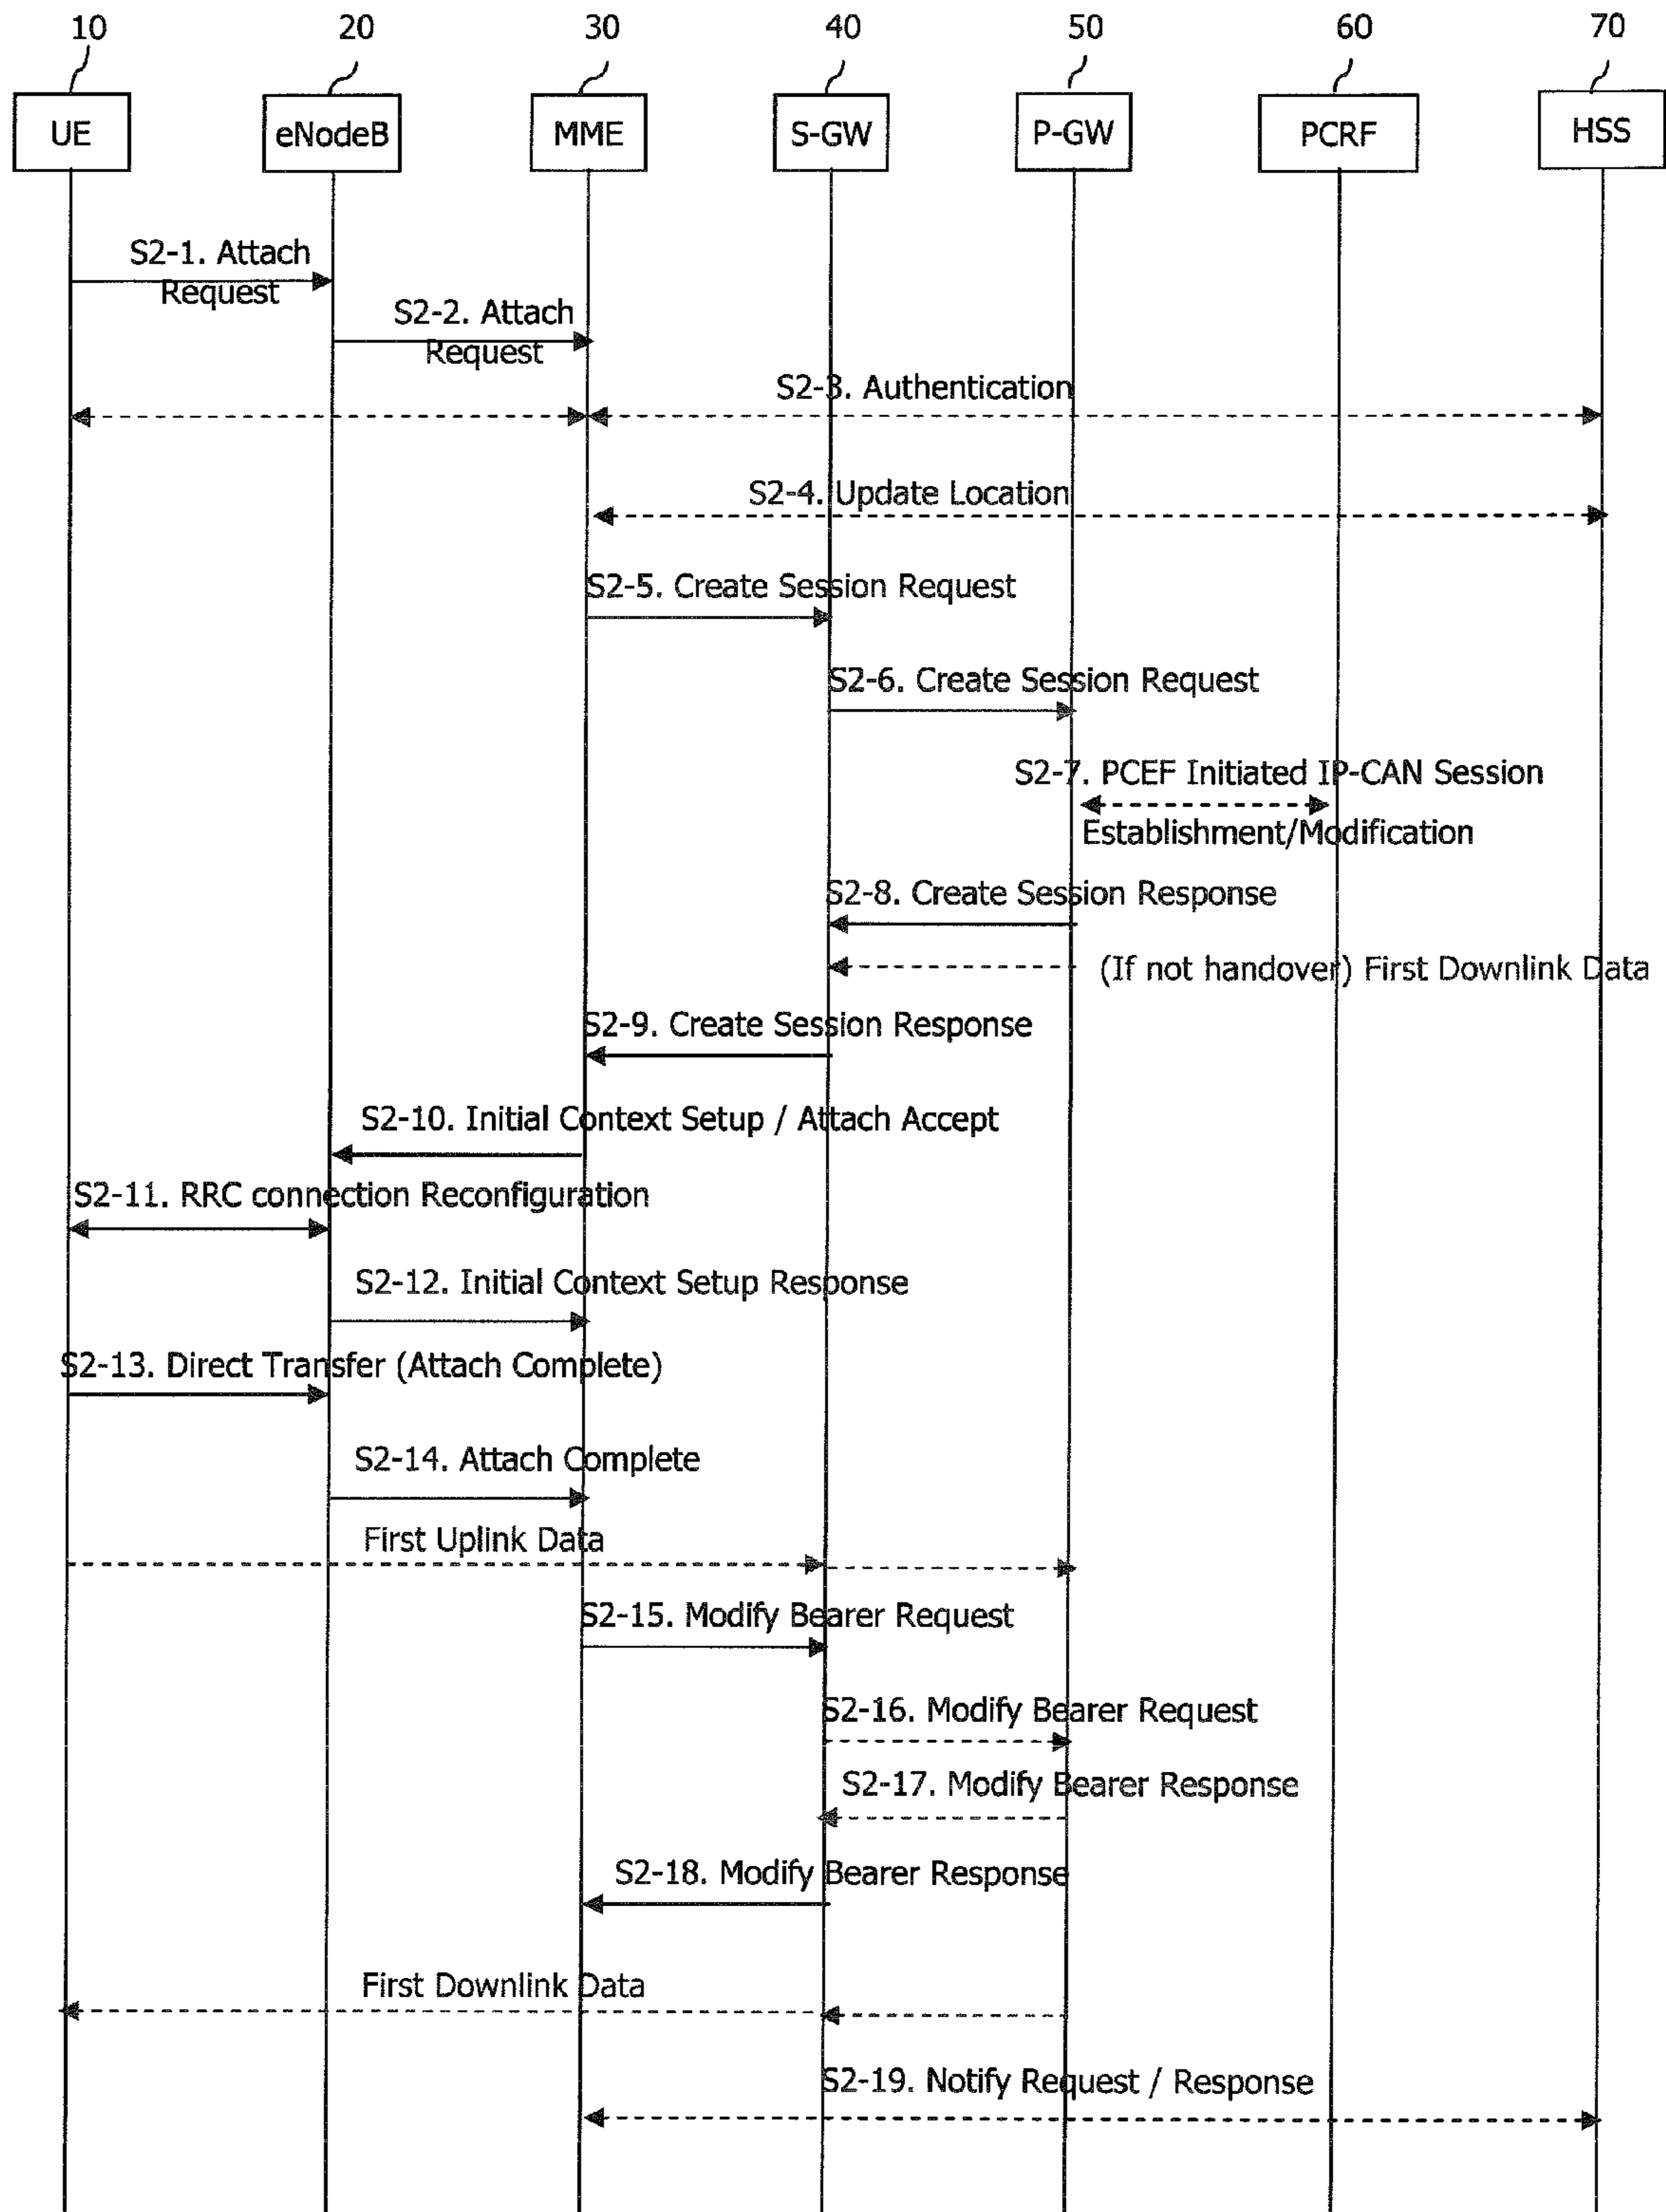 10 20 30 40 50 60 70
UE eNodeB MME S-GW P-GW PCRF HSS
S2-1. Attach
Request
S2-2. Attach
Request
S2-3. Authentication
S2-4. Update Location
S2-5. Create Session Request
S2-6. Create Session Request
S2-7. PCEF Initiated IP-CAN Session
Establishment/Modification
S2-8. Create Session Response
(If not handover) First Downlink Data
S2-9. Create Session Response
S2-10. Initial Context Setup / Attach Accept
S2-11. RRC connection Reconfiguration
S2-12. Initial Context Setup Response
S2-13. Direct Transfer (Attach Complete)
S2-14. Attach Complete
First Uplink Data
S2-15. Modify Bearer Request
S2-16. Modify Bearer Request
S2-17. Modify Bearer Response
S2-18. Modify Bearer Response
First Downlink Data
S2-19. Notify Request / Response